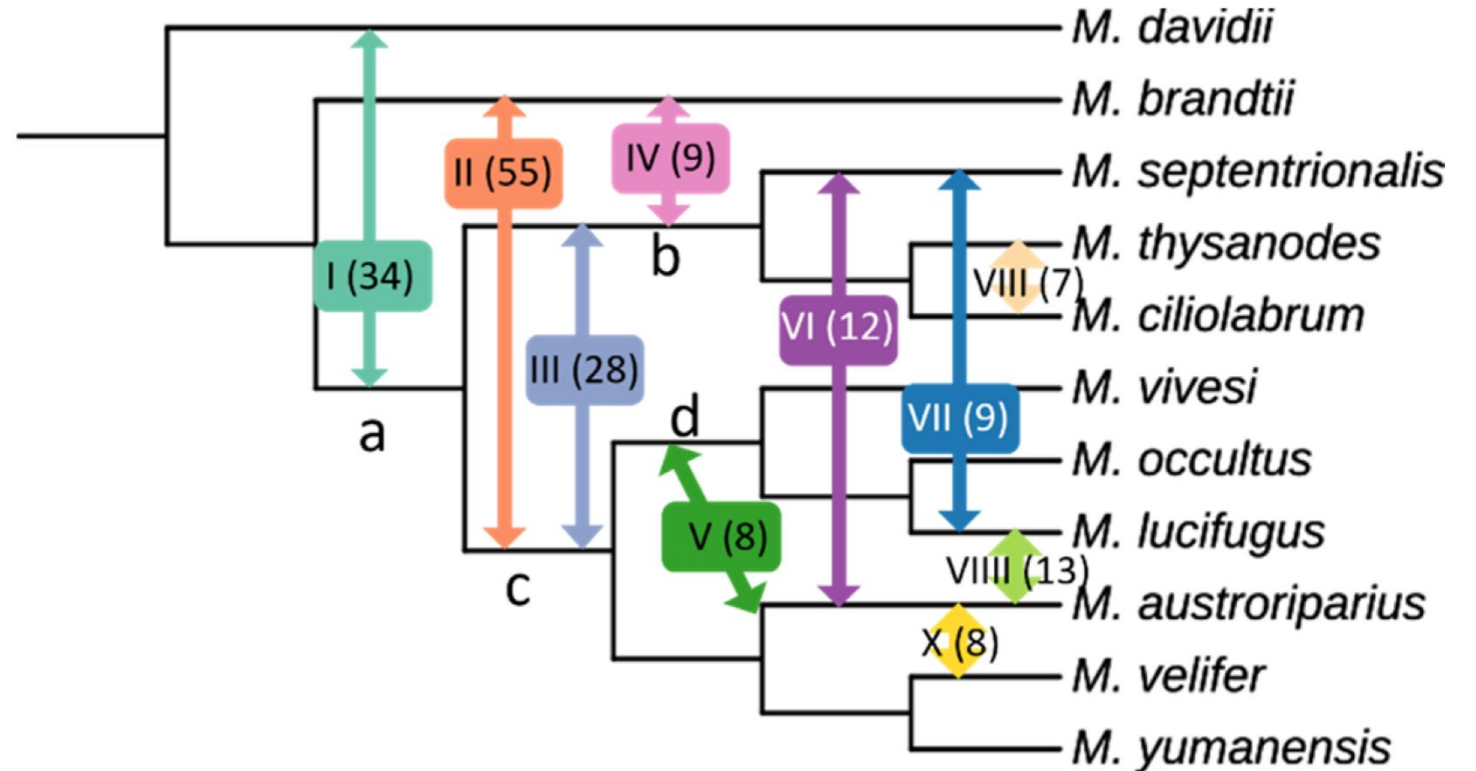 M. davidii
M. brandtii
IV (9)
II (55)
M. septentrionalis
M. thysanodes
b
I (34)
VIII (7)
M. ciliolabrum
VI (12)
III (28)
M. vivesi
d
VII (9)
a
M. occultus
M. lucifugus
V (8)
VIIII (13)
c
M. austroriparius
X (8)
M. velifer
M. yumanensis